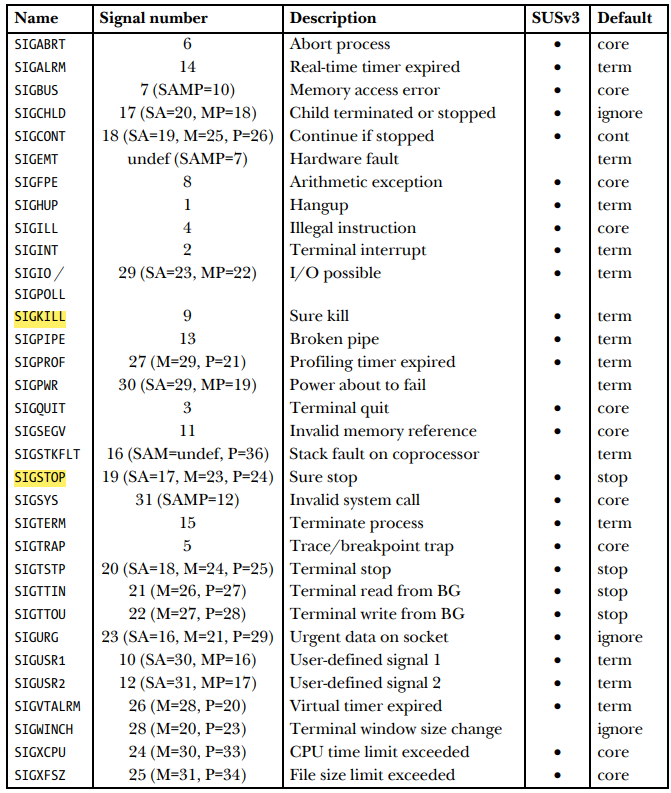 Name Signal number Description SUSv3 Default
SIGABRT 6 Abort process • core
SIGALRM 14 Real-time timer expired • term
SIGBUS 7 (SAMP=10) Memory access error • core
SIGCHLD 17 (SA=20, MP=18) Child terminated or stopped • ignore
SIGCONT 18 (SA=19, M=25, P=26) Continue if stopped • cont
SIGEMT undef (SAMP=7) Hardware fault term
SIGFPE 8 Arithmetic exception • core
SIGHUP 1 Hangup • term
SIGILL 4 Illegal instruction • core
SIGINT 2 Terminal interrupt • term
SIGIO / 29 (SA=23, MP=22) I/O possible • term
SIGPOLL
SIGKILL 9 Sure kill • term
SIGPIPE 13 Broken pipe • term
SIGPROF 27 (M=29, P=21) Profiling timer expired • term
SIGPWR 30 (SA=29, MP=19) Power about to fail term
SIGQUIT 3 Terminal quit • core
SIGSEGV 11 Invalid memory reference • core
SIGSTKFLT 16 (SAM=undef, P=36) Stack fault on coprocessor term
SIGSTOP 19 (SA=17, M=23, P=24) Sure stop • stop
SIGSYS 31 (SAMP=12) Invalid system call • core
SIGTERM 15 Terminate process • term
SIGTRAP 5 Trace/breakpoint trap • core
SIGTSTP 20 (SA=18, M=24, P=25) Terminal stop • stop
SIGTTIN 21 (M=26, P=27) Terminal read from BG • stop
SIGTTOU 22 (M=27, P=28) Terminal write from BG • stop
SIGURG 23 (SA=16, M=21, P=29) Urgent data on socket • ignore
SIGUSR1 10 (SA=30, MP=16) User-defined signal 1 • term
SIGUSR2 12 (SA=31, MP=17) User-defined signal 2 • term
SIGVTALRM 26 (M=28, P=20) Virtual timer expired • term
SIGWINCH 28 (M=20, P=23) Terminal window size change ignore
SIGXCPU 24 (M=30, P=33) CPU time limit exceeded • core
SIGXFSZ 25 (M=31, P=34) File size limit exceeded • core